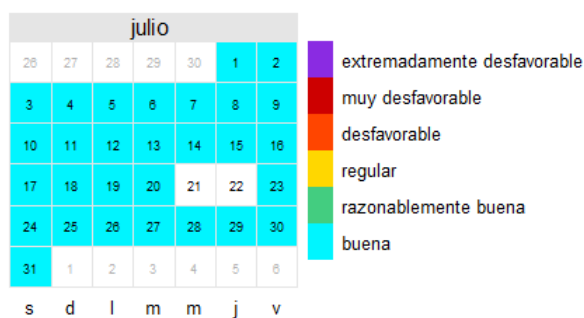 julio
26 27 28 29 30 1 2
3 4 5 6 7 8 9
10 11 12 13 14 15 16
17 18 19 20 21 22 23
24 25 26 27 28 29 30
31 1 2 3 4 5 6
s d l m m j v
extremadamente desfavorable
muy desfavorable
desfavorable
regular
razonablemente buena
buena